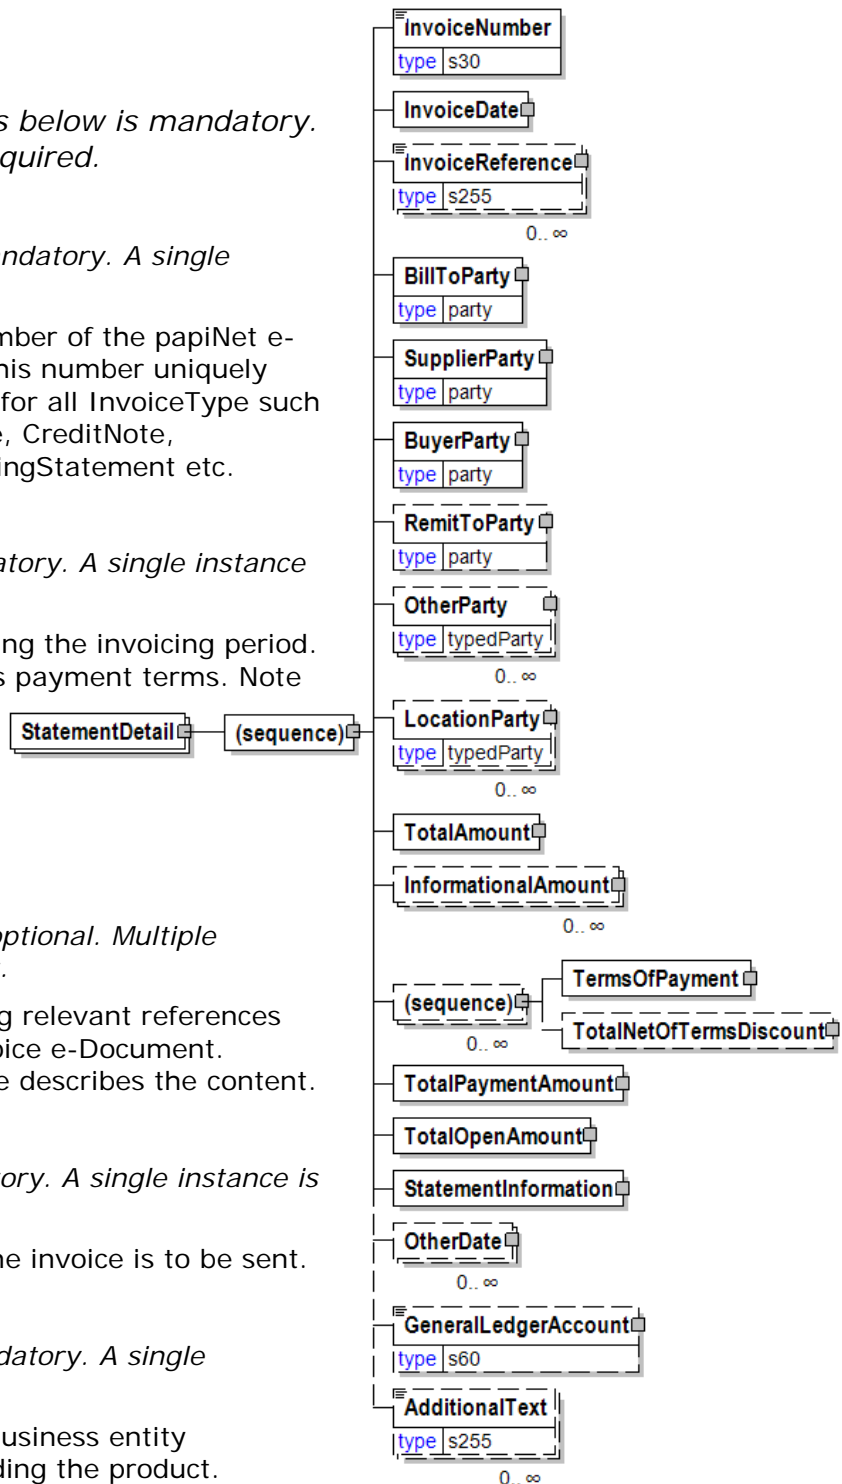 s below is mandatory.
quired.
andatory. A single
mber of the papiNet e-
his number uniquely
for all InvoiceType such
e, CreditNote,
ingStatement etc.
atory. A single instance
ing the invoicing period.
s payment terms. Note
StatementDetail
(sequence)
ptional. Multiple
.
g relevant references
oice e-Document.
e describes the content.
tory. A single instance is
he invoice is to be sent.
datory. A single
usiness entity
ding the product.
InvoiceNumber
type s30
InvoiceDate
InvoiceReference
type s255
0.. ∞
BillToParty
type party
SupplierParty
type party
BuyerParty
type party
RemitToParty
type party
OtherParty
type typedParty
0.. ∞
LocationParty
type typedParty
0.. ∞
TotalAmount
InformationalAmount
0.. ∞
(sequence)
0.. ∞
TermsOfPayment
TotalNetOfTermsDiscount
TotalPaymentAmount
TotalOpenAmount
StatementInformation
OtherDate
0.. ∞
GeneralLedgerAccount
type s60
AdditionalText
type s255
0.. ∞